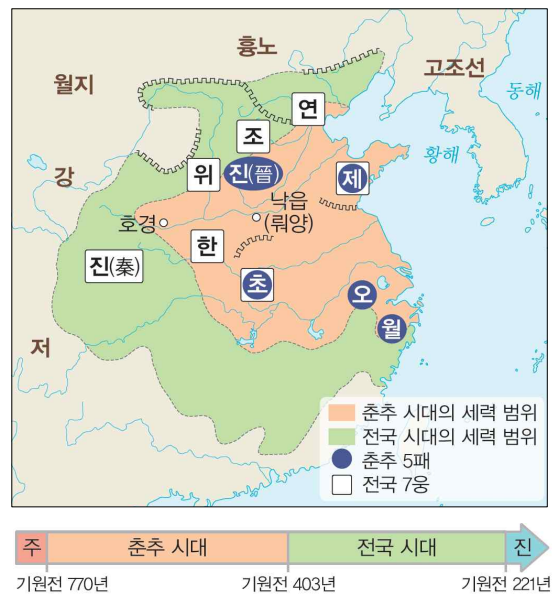 흉노
월지
고조선
동해
연
조
황해
강
위
진(晉)
제
낙읍
(뤄양)
호경
한
진(秦)
초
오
월
저
춘추 시대의 세력 범위
전국 시대의 세력 범위
춘추 5패
전국 7웅
주 춘추 시대 전국 시대 진
기원전 770년 기원전 403년 기원전 221년